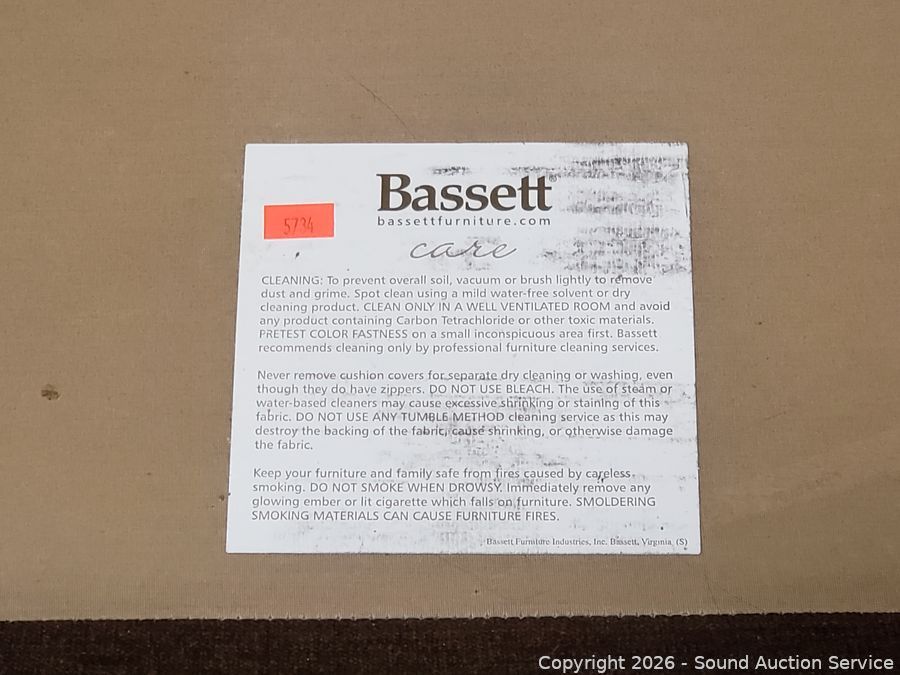 Bassett®
bassettfurniture.com
care
5734
CLEANING: To prevent overall soil, vacuum or brush lightly to remove
dust and grime. Spot clean using a mild water-free solvent or dry
cleaning product. CLEAN ONLY IN A WELL VENTILATED ROOM and avoid
any product containing Carbon Tetrachloride or other toxic materials.
PRETEST COLOR FASTNESS on a small inconspicuous area first. Bassett
recommends cleaning only by professional furniture cleaning services.
Never remove cushion covers for separate dry cleaning or washing, even
though they do have zippers. DO NOT USE BLEACH. The use of steam or
water-based cleaners may cause excessive shrinking or staining of this
fabric. DO NOT USE ANY TUMBLE METHOD cleaning service as this may
destroy the backing of the fabric, cause shrinking, or otherwise damage
the fabric.
Keep your furniture and family safe from fires caused by careless
smoking. DO NOT SMOKE WHEN DROWSY. Immediately remove any
glowing ember or lit cigarette which falls on furniture. SMOLDERING
SMOKING MATERIALS CAN CAUSE FURNITURE FIRES.
Bassett Furniture Industries, Inc. Bassett, Virginia (S)
Copyright 2026 - Sound Auction Service